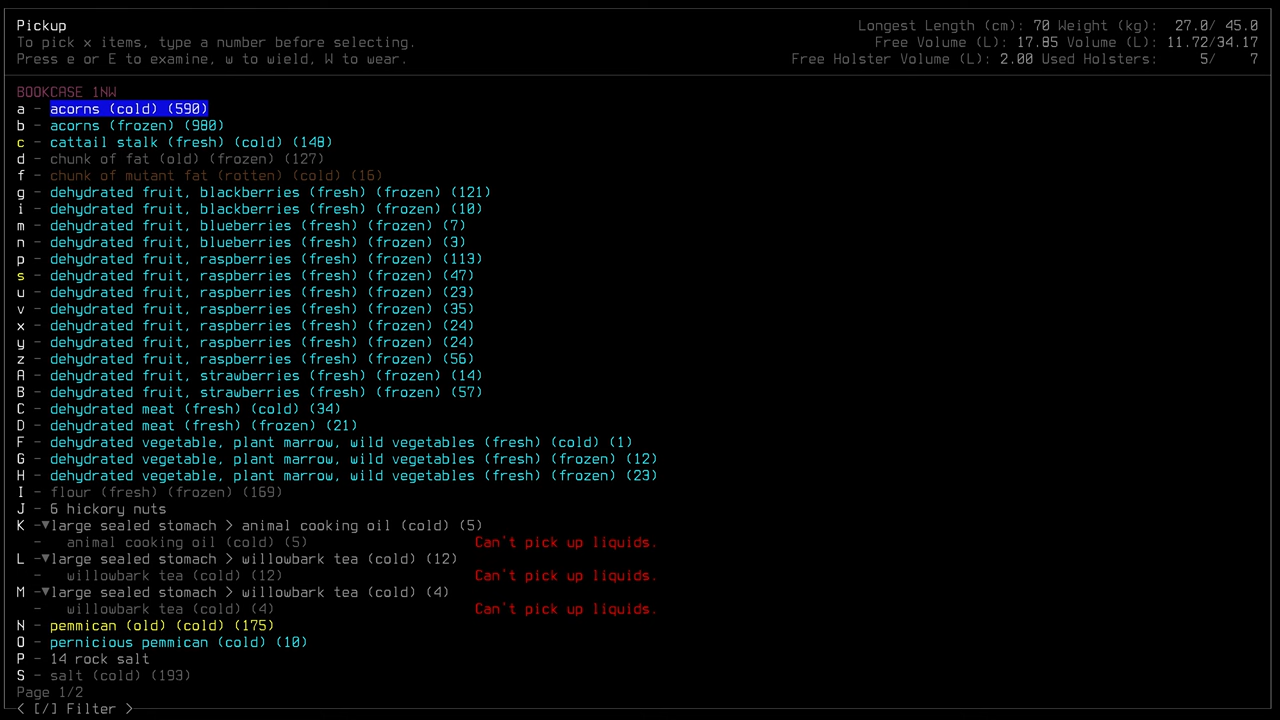 Pickup
To pick x items, type a number before selecting.
Press e or E to examine, w to wield, W to wear.
Longest Length (cm): 70 Weight (kg): 27.0/ 45.0
Free Volume (L): 17.85 Volume (L): 11.72/34.17
Free Holster Volume (L): 2.00 Used Holsters: 5/ 7
BOOKCASE 1NW
a - acorns (cold) (590)
b - acorns (frozen) (980)
c - cattail stalk (fresh) (cold) (148)
d - chunk of fat (old) (frozen) (127)
f - chunk of mutant fat (rotten) (cold) (16)
g - dehydrated fruit, blackberries (fresh) (frozen) (121)
i - dehydrated fruit, blackberries (fresh) (frozen) (10)
m - dehydrated fruit, blueberries (fresh) (frozen) (7)
n - dehydrated fruit, blueberries (fresh) (frozen) (3)
p - dehydrated fruit, raspberries (fresh) (frozen) (113)
s - dehydrated fruit, raspberries (fresh) (frozen) (47)
u - dehydrated fruit, raspberries (fresh) (frozen) (23)
v - dehydrated fruit, raspberries (fresh) (frozen) (35)
x - dehydrated fruit, raspberries (fresh) (frozen) (24)
y - dehydrated fruit, raspberries (fresh) (frozen) (24)
z - dehydrated fruit, raspberries (fresh) (frozen) (56)
A - dehydrated fruit, strawberries (fresh) (frozen) (14)
B - dehydrated fruit, strawberries (fresh) (frozen) (57)
C - dehydrated meat (fresh) (cold) (34)
D - dehydrated meat (fresh) (frozen) (21)
F - dehydrated vegetable, plant marrow, wild vegetables (fresh) (cold) (1)
G - dehydrated vegetable, plant marrow, wild vegetables (fresh) (frozen) (12)
H - dehydrated vegetable, plant marrow, wild vegetables (fresh) (frozen) (23)
I - flour (fresh) (frozen) (169)
J - 6 hickory nuts
K -▼large sealed stomach > animal cooking oil (cold) (5)
- animal cooking oil (cold) (5) Can't pick up liquids.
L -▼large sealed stomach > willowbark tea (cold) (12)
- willowbark tea (cold) (12) Can't pick up liquids.
M -▼large sealed stomach > willowbark tea (cold) (4)
- willowbark tea (cold) (4) Can't pick up liquids.
N - pemmican (old) (cold) (175)
O - pernicious pemmican (cold) (10)
P - 14 rock salt
S - salt (cold) (193)
Page 1/2
< [/] Filter >